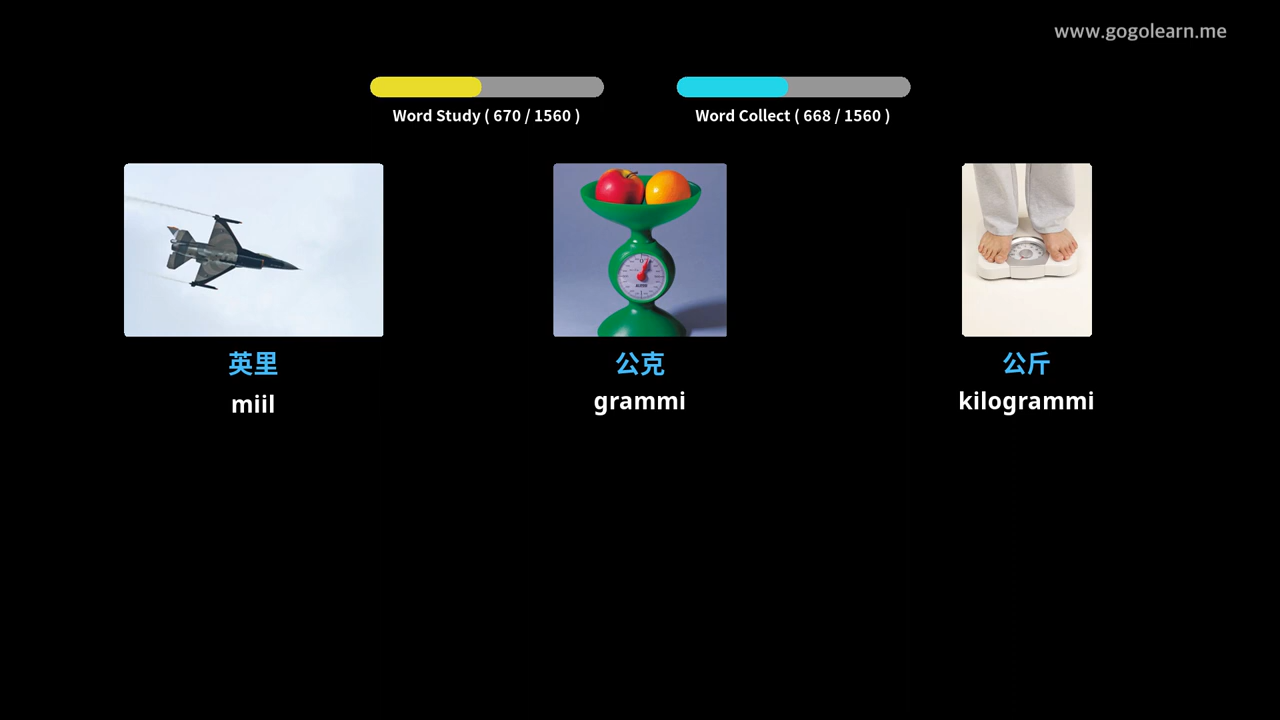 www.gogolearn.me
Word Study ( 670 / 1560 )
Word Collect ( 668 / 1560 )
英里
miil
公克
grammi
公斤
kilogrammi